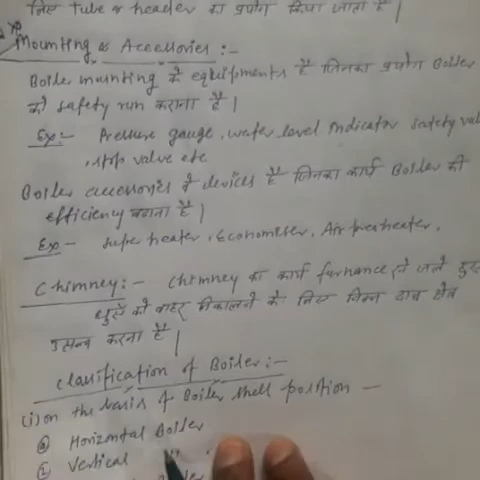 लिए tube or header का प्रयोग किया जाता है|
Mounting & Accessories :-
Boiler mounting वे equipments है जिनका प्रयोग Boiler
को safety run कराना है|
Ex:- Pressure gauge, water level indicator safety val
, stop valve etc
Boiler accessories वे devices है जिनका कार्य Boiler की
efficiency बढाना है|
Ex- Super heater, Economiser, Air preheater.
Chimney :- Chimney का कार्य furnance से जले हुए
धुएँ को बाहर निकालने के लिए निम्न दाब क्षेत्र
उत्पन्न करना है|
Classification of Boiler :-
(i) on the basis of Boiler shell position -
(a) Horizontal Boiler
Vertical